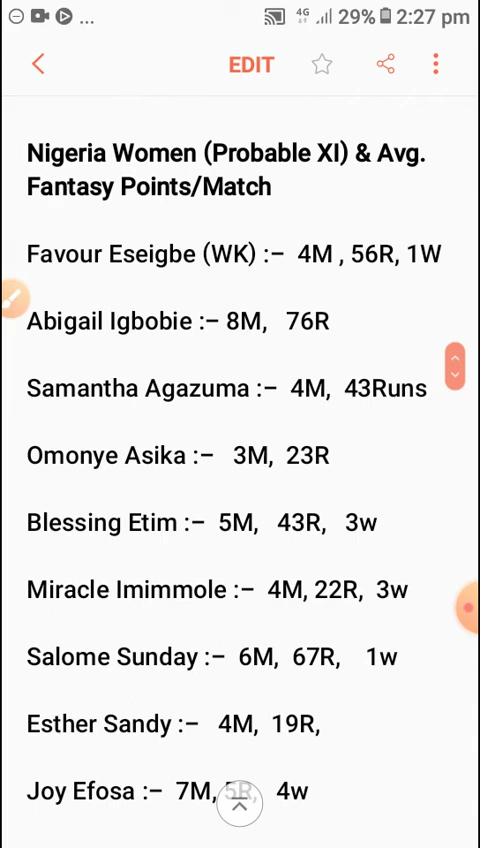 ... 4G 29% 2:27 pm
EDIT
Nigeria Women (Probable XI) & Avg.
Fantasy Points/Match
Favour Eseigbe (WK) :– 4M , 56R, 1W
Abigail Igbobie :– 8M, 76R
Samantha Agazuma :– 4M, 43Runs
Omonye Asika :– 3M, 23R
Blessing Etim :– 5M, 43R, 3w
Miracle Imimmole :– 4M, 22R, 3w
Salome Sunday :– 6M, 67R, 1w
Esther Sandy :– 4M, 19R,
Joy Efosa :– 7M, 5R, 4w